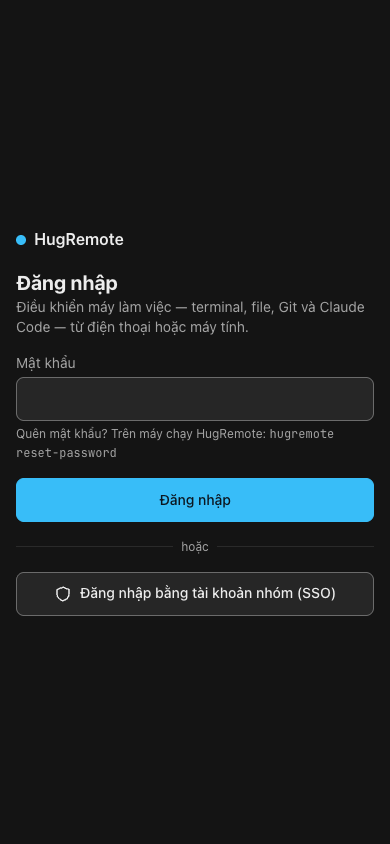 HugRemote
Đăng nhập
Điều khiển máy làm việc — terminal, file, Git và Claude
Code — từ điện thoại hoặc máy tính.
Mật khẩu
Quên mật khẩu? Trên máy chạy HugRemote: hugremote
reset-password
Đăng nhập
hoặc
Đăng nhập bằng tài khoản nhóm (SSO)